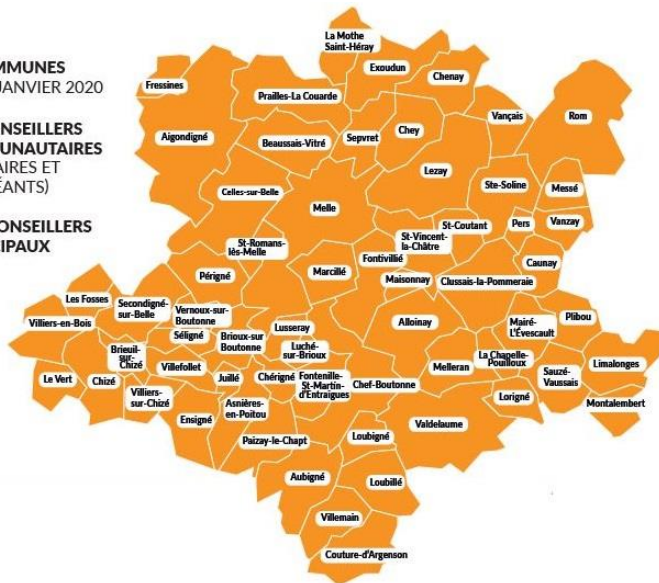 MMUNES
JANVIER 2020
NSEILLERS
UNAUTAIRES
AIRES ET
ÉANTS)
ONSEILLERS
CIPAUX
La Mothe
Saint-Héray
Exoudun
Chenay
Fressines
Prailles-La Couarde
Vançais
Rom
Aigondigné
Beaussais-Vitré
Sepvret
Chey
Lezay
Celles-sur-Belle
Melle
Ste-Soline
Messé
St-Coutant
Pers
Vanzay
St-Vincent-
la-Châtre
St-Romans-
lès-Melle
Fontivillié
Caunay
Périgné
Marcillé
Maisonnay
Clussais-la-Pommeraie
Les Fosses
Secondigné-
sur-Belle
Vernoux-sur-
Boutonne
Plibou
Villiers-en-Bois
Lusseray
Alloinay
Mairé-
L'Évescault
Séligné
Brioux-sur
Boutonne
Luché-
sur-Brioux
Brieuil-
sur-
Chizé
La Chapelle-
Pouilloux
Limalonges
Villefollet
Melleran
Sauzé-
Vaussais
Le Vert
Chizé
Juillé
Chérigné
Fontenille-
St-Martin-
d'Entraigues
Chef-Boutonne
Villiers-
sur-Chizé
Asnières-
en-Poitou
Lorigné
Montalembert
Ensigné
Valdelaume
Paizay-le-Chapt
Loubigné
Aubigné
Loubillé
Villemain
Couture-d'Argenson